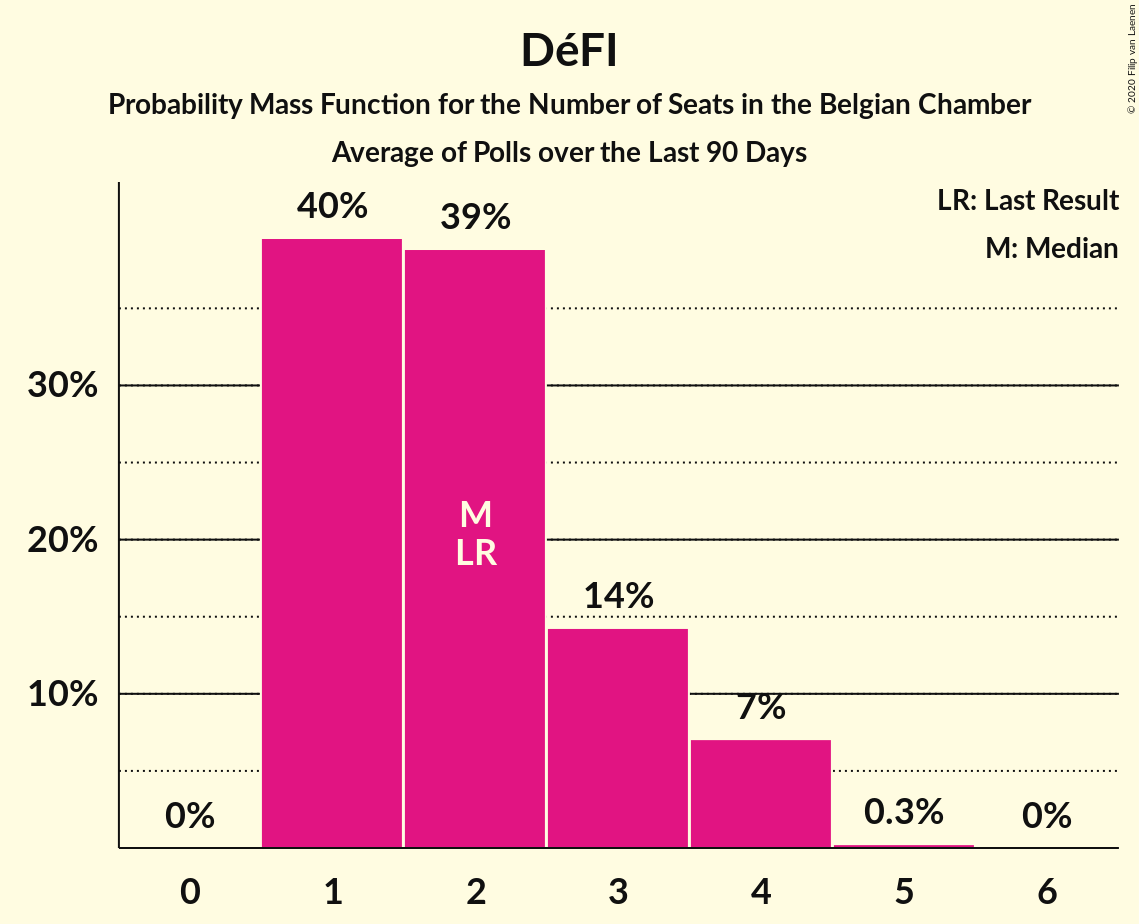 DéFI
Probability Mass Function for the Number of Seats in the Belgian Chamber
Average of Polls over the Last 90 Days
© 2020 Filip van Laenen
LR: Last Result
M: Median
40%
39%
30%
20%
10%
M
LR
14%
7%
0%
0.3%
0%
0
1
2
3
4
5
6